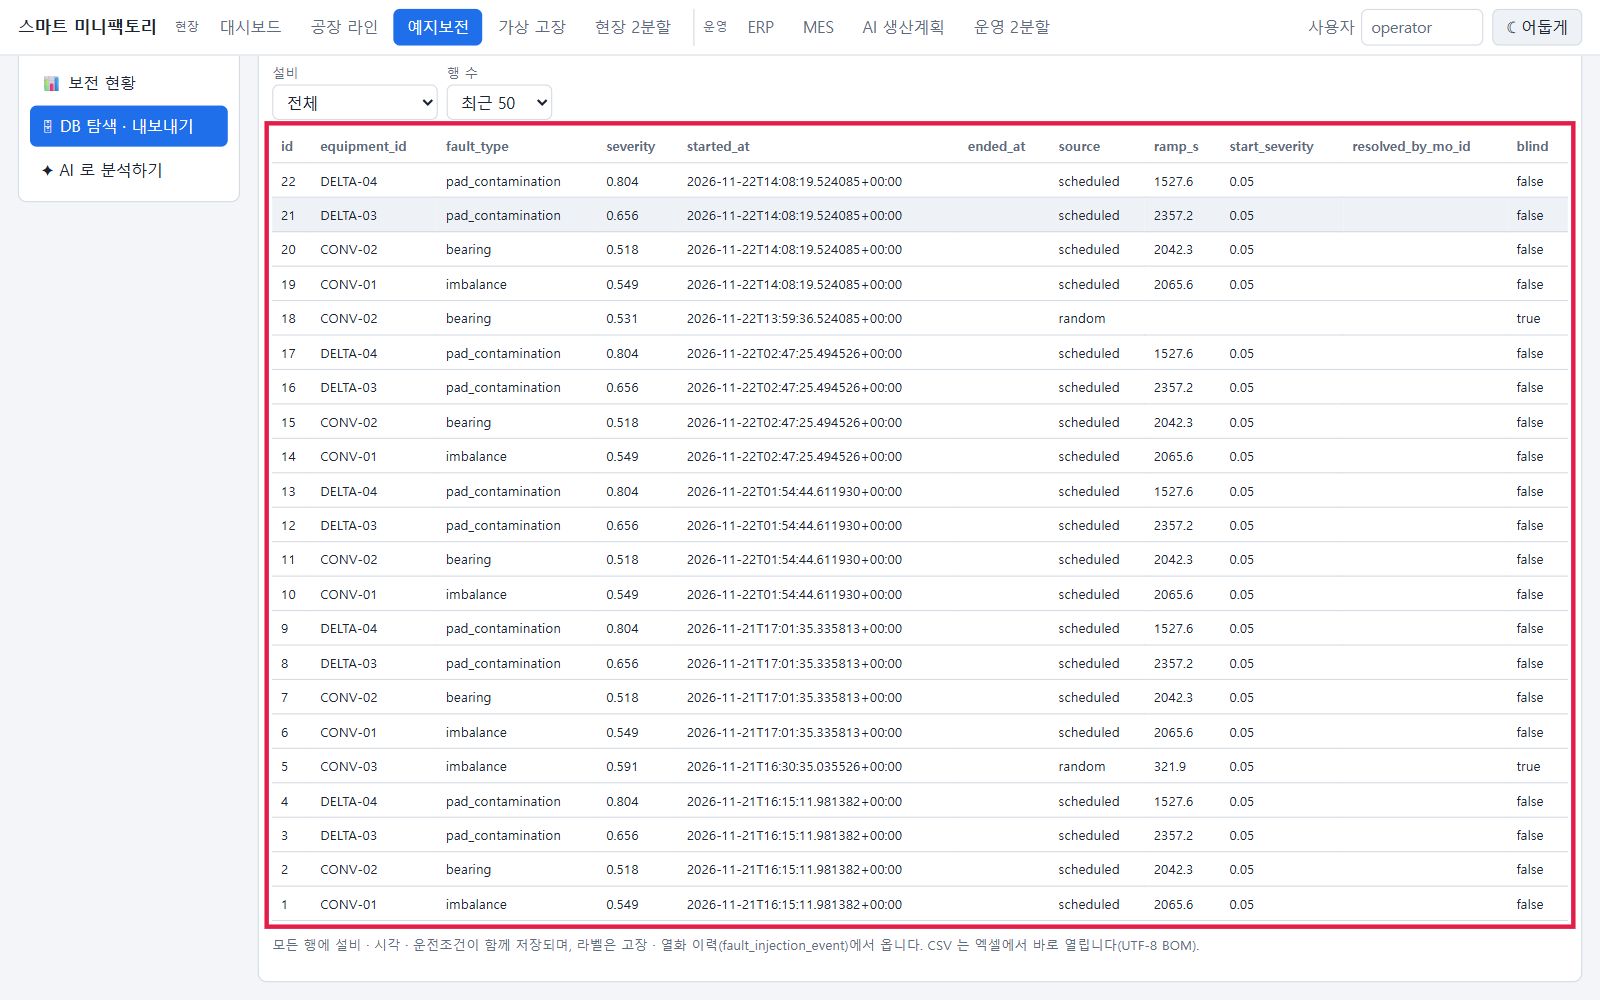 스마트 미니팩토리 현장 대시보드 공장 라인 예지보전 가상 고장 현장 2분할 운영 ERP MES AI 생산계획 운영 2분할 사용자 operator ☾ 어둡게
📊 보전 현황
🗄 DB 탐색 · 내보내기
✦ AI 로 분석하기
설비 행 수
전체 최근 50
id equipment_id fault_type severity started_at ended_at source ramp_s start_severity resolved_by_mo_id blind
22 DELTA-04 pad_contamination 0.804 2026-11-22T14:08:19.524085+00:00 scheduled 1527.6 0.05 false
21 DELTA-03 pad_contamination 0.656 2026-11-22T14:08:19.524085+00:00 scheduled 2357.2 0.05 false
20 CONV-02 bearing 0.518 2026-11-22T14:08:19.524085+00:00 scheduled 2042.3 0.05 false
19 CONV-01 imbalance 0.549 2026-11-22T14:08:19.524085+00:00 scheduled 2065.6 0.05 false
18 CONV-02 bearing 0.531 2026-11-22T13:59:36.524085+00:00 random true
17 DELTA-04 pad_contamination 0.804 2026-11-22T02:47:25.494526+00:00 scheduled 1527.6 0.05 false
16 DELTA-03 pad_contamination 0.656 2026-11-22T02:47:25.494526+00:00 scheduled 2357.2 0.05 false
15 CONV-02 bearing 0.518 2026-11-22T02:47:25.494526+00:00 scheduled 2042.3 0.05 false
14 CONV-01 imbalance 0.549 2026-11-22T02:47:25.494526+00:00 scheduled 2065.6 0.05 false
13 DELTA-04 pad_contamination 0.804 2026-11-22T01:54:44.611930+00:00 scheduled 1527.6 0.05 false
12 DELTA-03 pad_contamination 0.656 2026-11-22T01:54:44.611930+00:00 scheduled 2357.2 0.05 false
11 CONV-02 bearing 0.518 2026-11-22T01:54:44.611930+00:00 scheduled 2042.3 0.05 false
10 CONV-01 imbalance 0.549 2026-11-22T01:54:44.611930+00:00 scheduled 2065.6 0.05 false
9 DELTA-04 pad_contamination 0.804 2026-11-21T17:01:35.335813+00:00 scheduled 1527.6 0.05 false
8 DELTA-03 pad_contamination 0.656 2026-11-21T17:01:35.335813+00:00 scheduled 2357.2 0.05 false
7 CONV-02 bearing 0.518 2026-11-21T17:01:35.335813+00:00 scheduled 2042.3 0.05 false
6 CONV-01 imbalance 0.549 2026-11-21T17:01:35.335813+00:00 scheduled 2065.6 0.05 false
5 CONV-03 imbalance 0.591 2026-11-21T16:30:35.035526+00:00 random 321.9 0.05 true
4 DELTA-04 pad_contamination 0.804 2026-11-21T16:15:11.981382+00:00 scheduled 1527.6 0.05 false
3 DELTA-03 pad_contamination 0.656 2026-11-21T16:15:11.981382+00:00 scheduled 2357.2 0.05 false
2 CONV-02 bearing 0.518 2026-11-21T16:15:11.981382+00:00 scheduled 2042.3 0.05 false
1 CONV-01 imbalance 0.549 2026-11-21T16:15:11.981382+00:00 scheduled 2065.6 0.05 false
모든 행에 설비 · 시각 · 운전조건이 함께 저장되며, 라벨은 고장 · 열화 이력(fault_injection_event)에서 옵니다. CSV 는 엑셀에서 바로 열립니다(UTF-8 BOM).